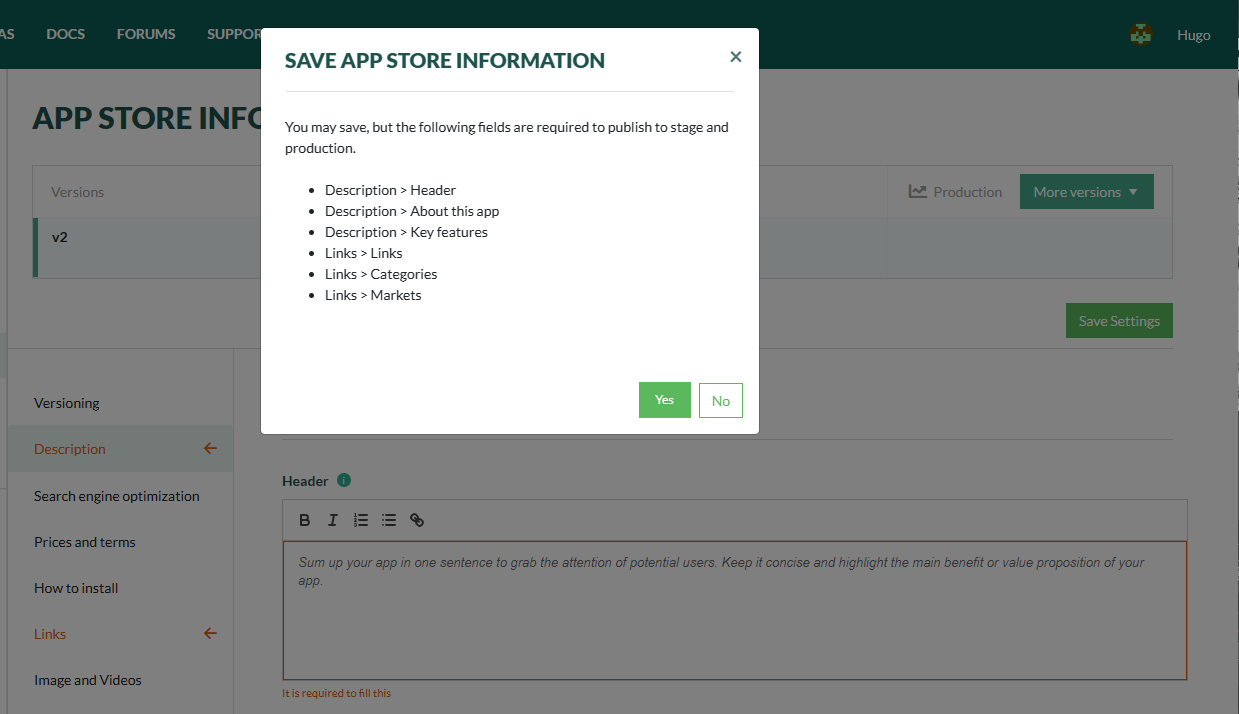 AS DOCS FORUMS SUPPOR Hugo
SAVE APP STORE INFORMATION ×
APP STORE INFO
You may save, but the following fields are required to publish to stage and
production.
Versions Production More versions
Description > Header
Description > About this app
v2
Description > Key features
Links > Links
Links > Categories
Links > Markets
Save Settings
Yes No
Versioning
Description
Header i
Search engine optimization
B I
Prices and terms
Sum up your app in one sentence to grab the attention of potential users. Keep it concise and highlight the main benefit or value proposition of your
app.
How to install
Links
Image and Videos
It is required to fill this